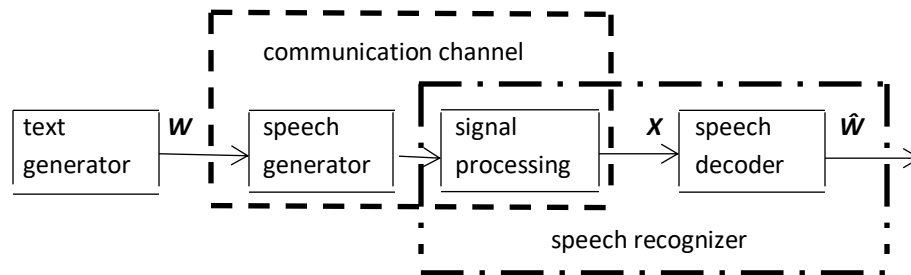 communication channel
text generator
W
speech generator
signal processing
X
speech decoder
Ŵ
speech recognizer